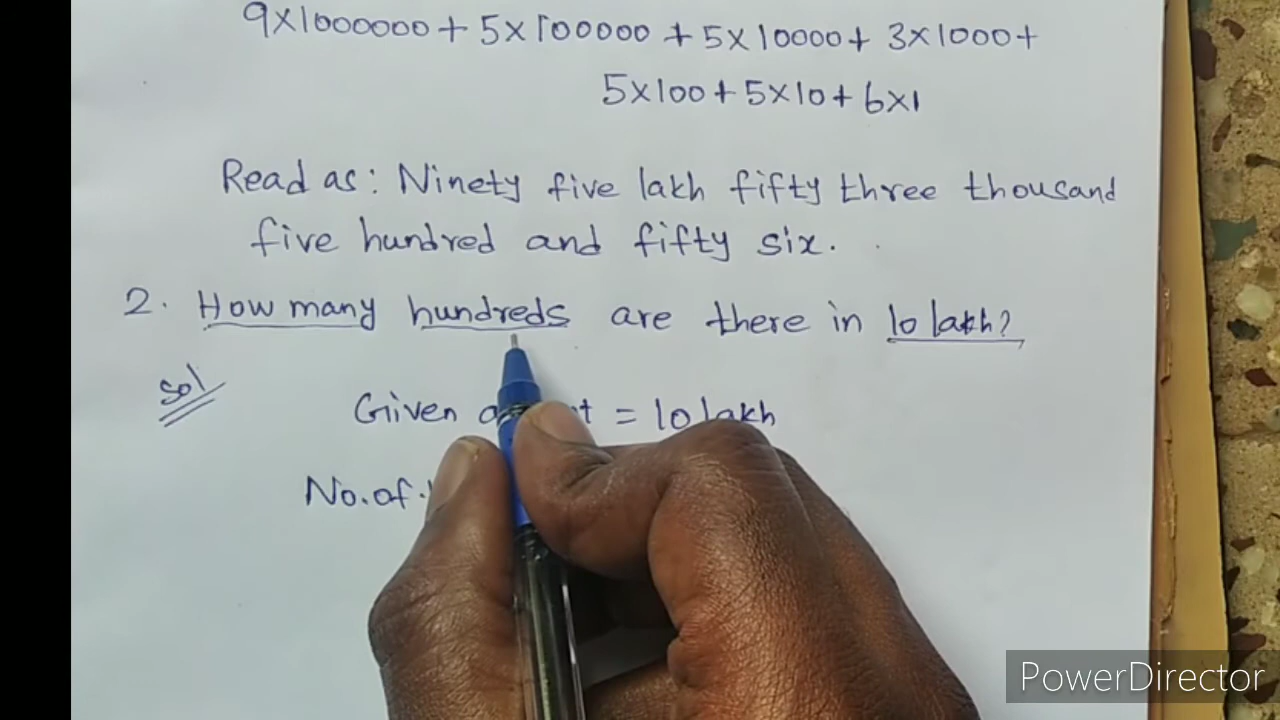 9×1000000 + 5×100000 + 5×10000 + 3×1000 +
5×100 + 5×10 + 6×1
Read as: Ninety five lakh fifty three thousand
five hundred and fifty six.
2. How many hundreds are there in 10 lakh?
Sol
Given = 10 lakh
No. of.
PowerDirector